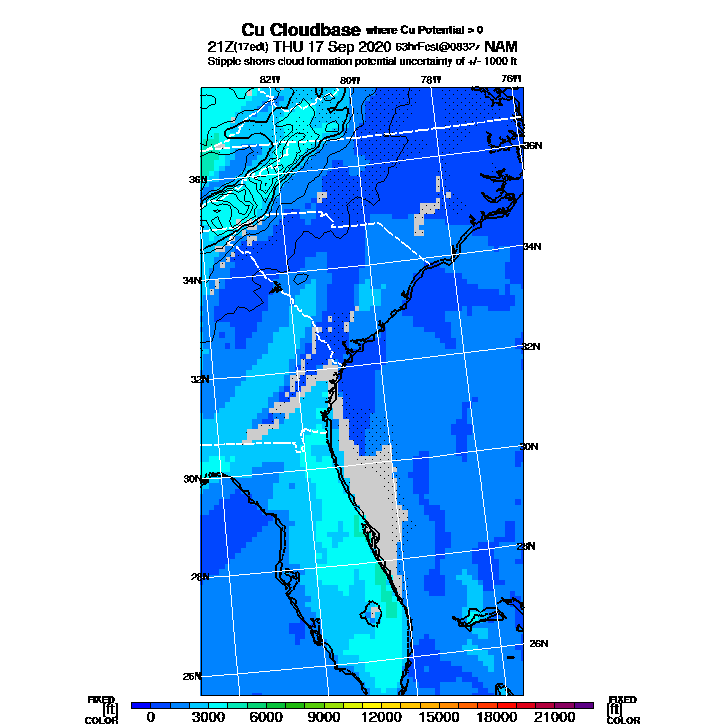 Cu Cloudbase where Cu Potential > 0
21Z(17edt) THU 17 Sep 2020 63hrFcst@0832z NAM
Stipple shows cloud formation potential uncertainty of +/- 1000 ft
82W 80W 78W 76W
36N
36N
34N
34N
32N
32N
30N
30N
28N
28N
26N
26N
FIXED
[ft]
COLOR
0 3000 6000 9000 12000 15000 18000 21000
FIXED
[ft]
COLOR